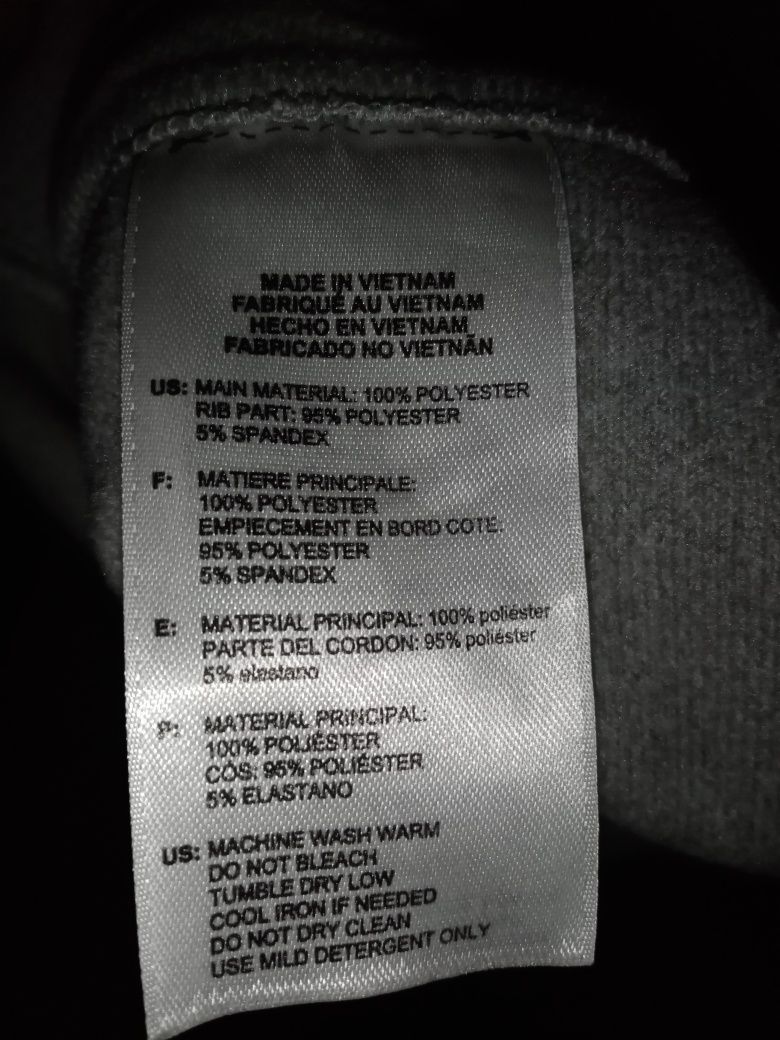 MADE IN VIETNAM
FABRIQUÉ AU VIETNAM
HECHO EN VIETNAM
FABRICADO NO VIETNÃN
US: MAIN MATERIAL: 100% POLYESTER
RIB PART: 95% POLYESTER
5% SPANDEX
F: MATIERE PRINCIPALE:
100% POLYESTER
EMPIECEMENT EN BORD COTE:
95% POLYESTER
5% SPANDEX
E: MATERIAL PRINCIPAL: 100% poliéster
PARTE DEL CORDON: 95% poliéster
5% elastano
P: MATERIAL PRINCIPAL:
100% POLIÉSTER
CÓS: 95% POLIÉSTER
5% ELASTANO
US: MACHINE WASH WARM
DO NOT BLEACH
TUMBLE DRY LOW
COOL IRON IF NEEDED
DO NOT DRY CLEAN
USE MILD DETERGENT ONLY